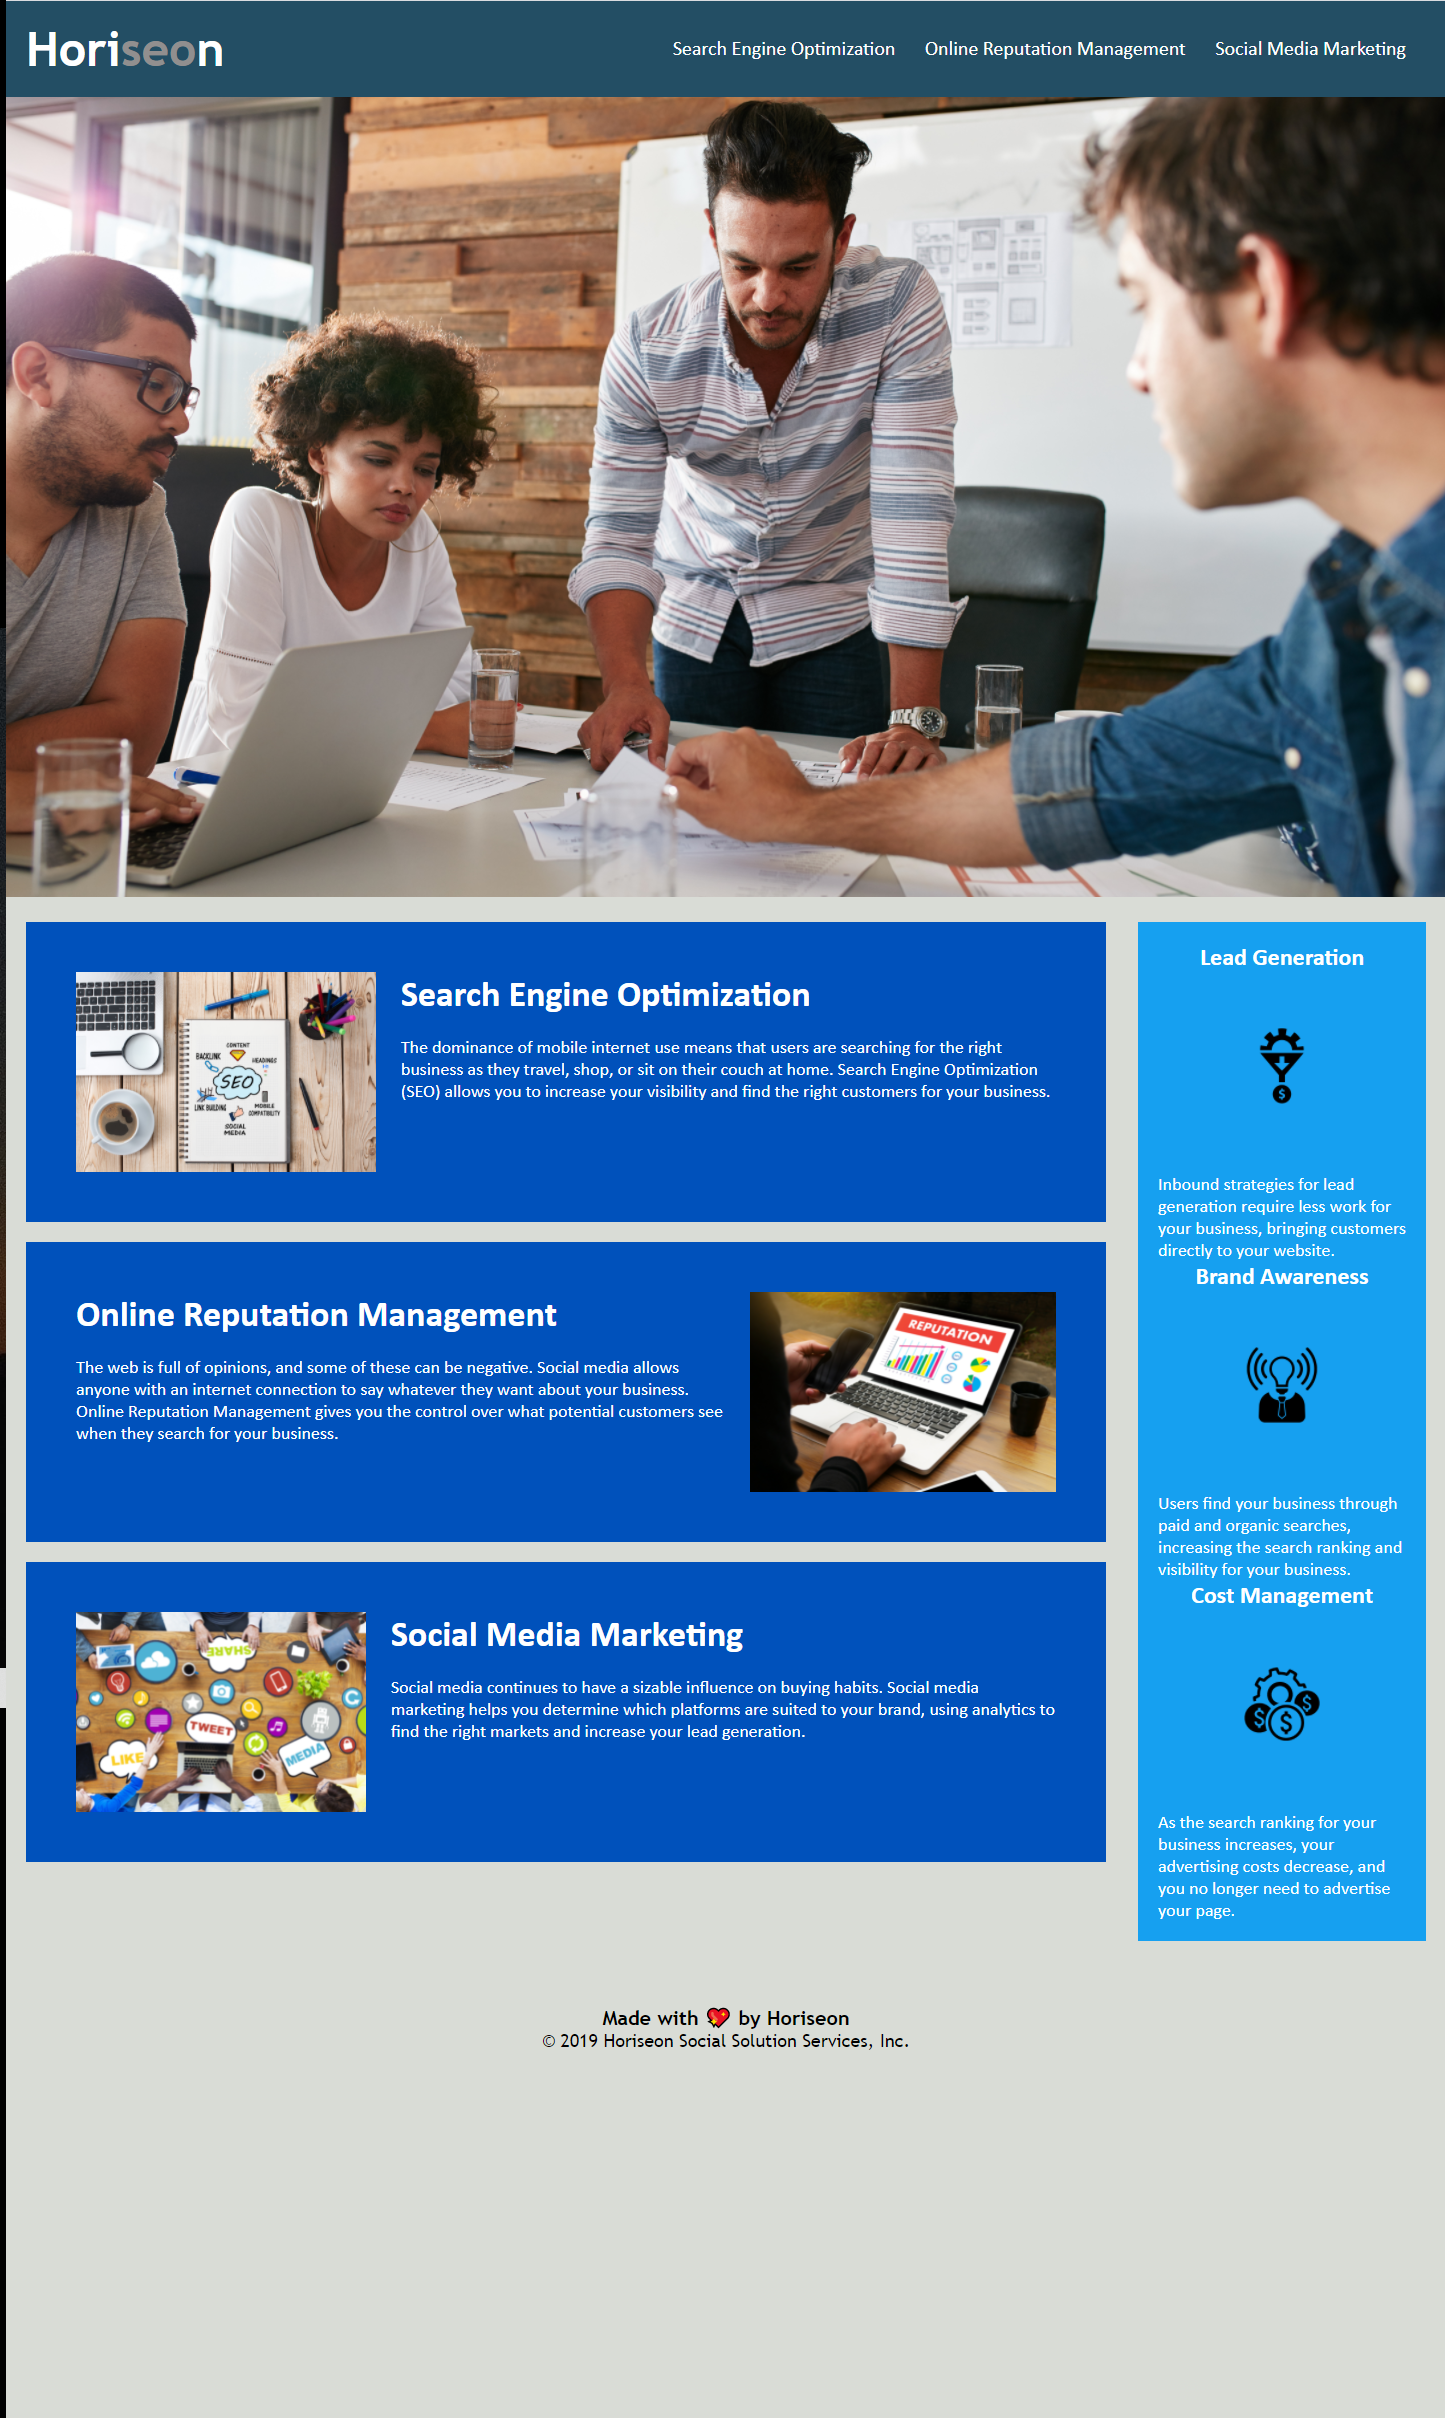 Horiseon
Search Engine Optimization
Online Reputation Management
Social Media Marketing
CONTENT
BACKLINK
HEADINGS
SEO
LINK BUILDING
MOBILE
COMPATIBILITY
SOCIAL
MEDIA
Search Engine Optimization
The dominance of mobile internet use means that users are searching for the right
business as they travel, shop, or sit on their couch at home. Search Engine Optimization
(SEO) allows you to increase your visibility and find the right customers for your business.
Online Reputation Management
The web is full of opinions, and some of these can be negative. Social media allows
anyone with an internet connection to say whatever they want about your business.
Online Reputation Management gives you the control over what potential customers see
when they search for your business.
REPUTATION
SHARE
TWEET
LIKE
MEDIA
Social Media Marketing
Social media continues to have a sizable influence on buying habits. Social media
marketing helps you determine which platforms are suited to your brand, using analytics to
find the right markets and increase your lead generation.
Lead Generation
$
Inbound strategies for lead
generation require less work for
your business, bringing customers
directly to your website.
Brand Awareness
Users find your business through
paid and organic searches,
increasing the search ranking and
visibility for your business.
Cost Management
$
$
$
As the search ranking for your
business increases, your
advertising costs decrease, and
you no longer need to advertise
your page.
Made with 💖 by Horiseon
© 2019 Horiseon Social Solution Services, Inc.